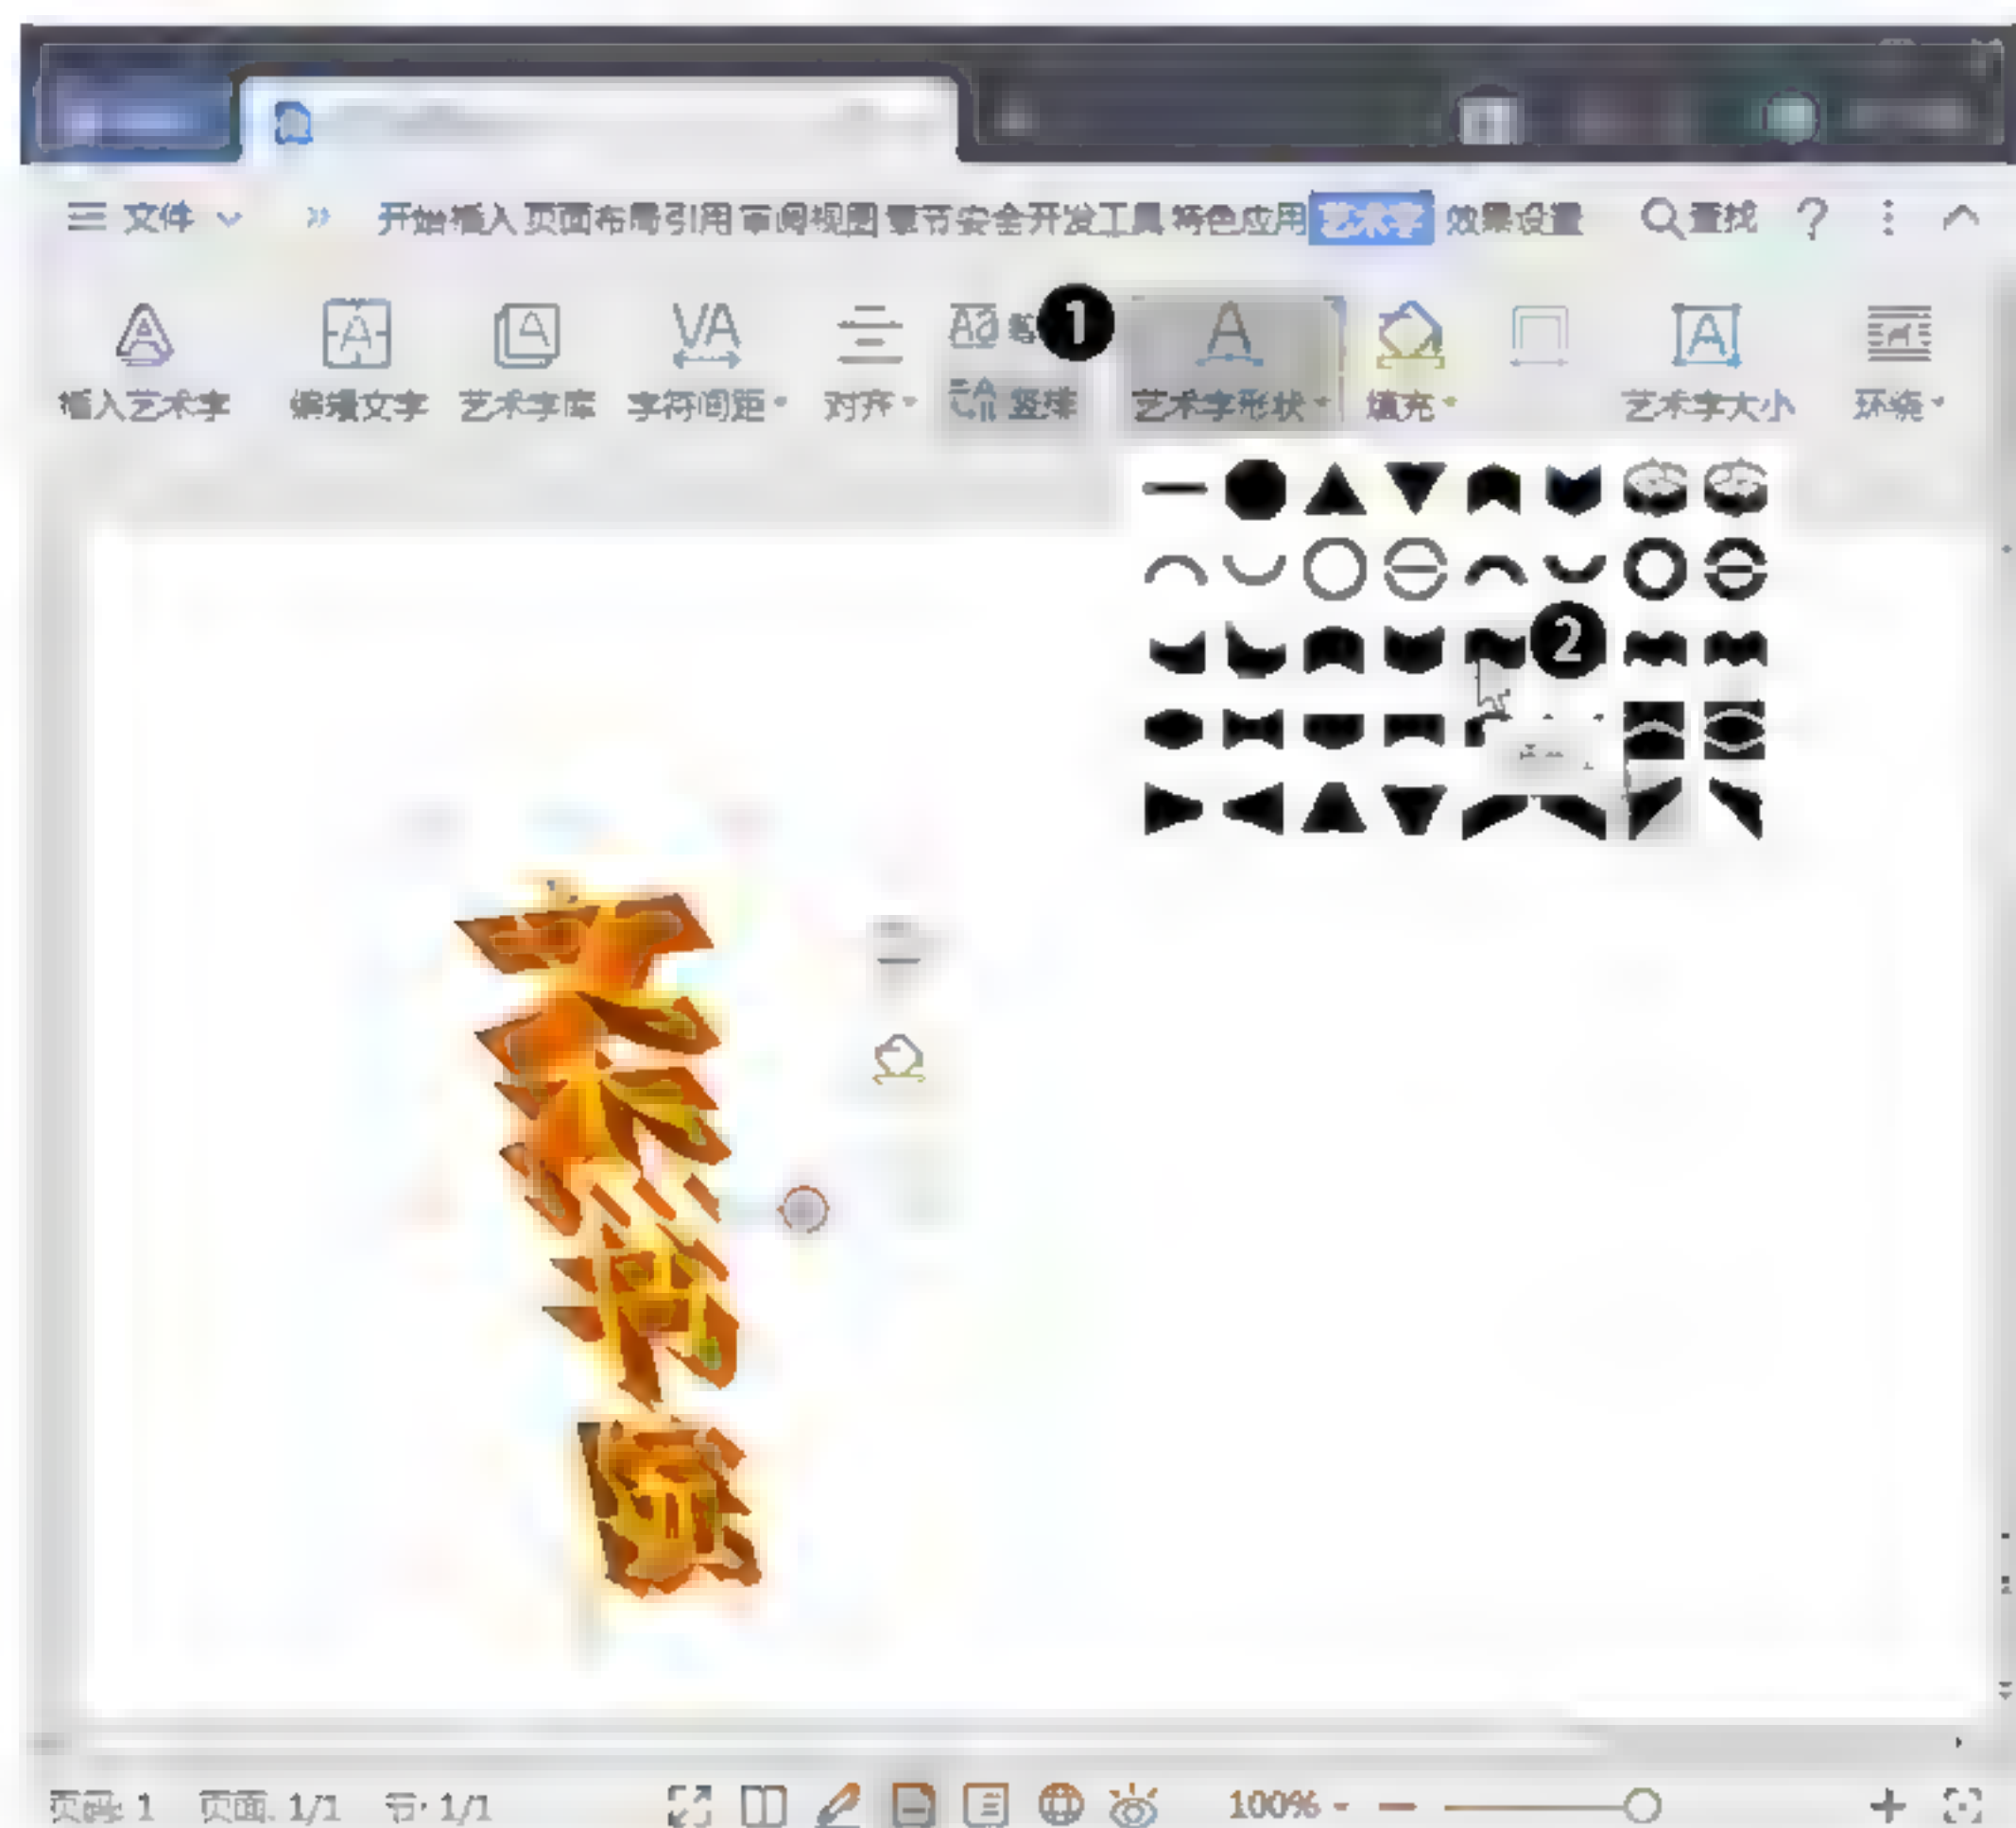 文件 开始 插入 页面布局 引用 审阅 视图 章节 安全 开发工具 特色应用 艺术字 效果设置 查找 ?
1
插入艺术字 编辑文字 艺术字库 字符间距 对齐 竖排 艺术字形状 填充 艺术字大小 环绕
2
页码: 1 页面: 1/1 节: 1/1 100%